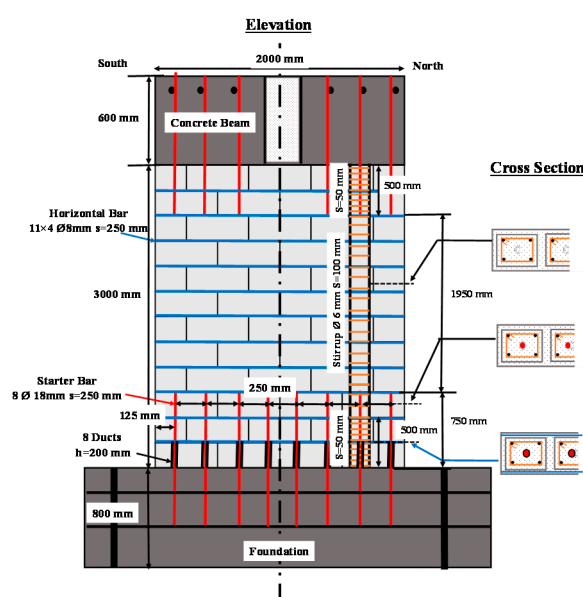 Elevation
2000 mm
South
North
600 mm
Concrete Beam
Cross Section
S=50 mm
500 mm
Horizontal Bar
11×4 Ø8mm s=250 mm
3000 mm
Stirrup Ø 6 mm S=100 mm
1950 mm
Starter Bar
8 Ø 18mm s=250 mm
250 mm
125 mm
8 Ducts
h=200 mm
S=50 mm
500 mm
750 mm
800 mm
Foundation